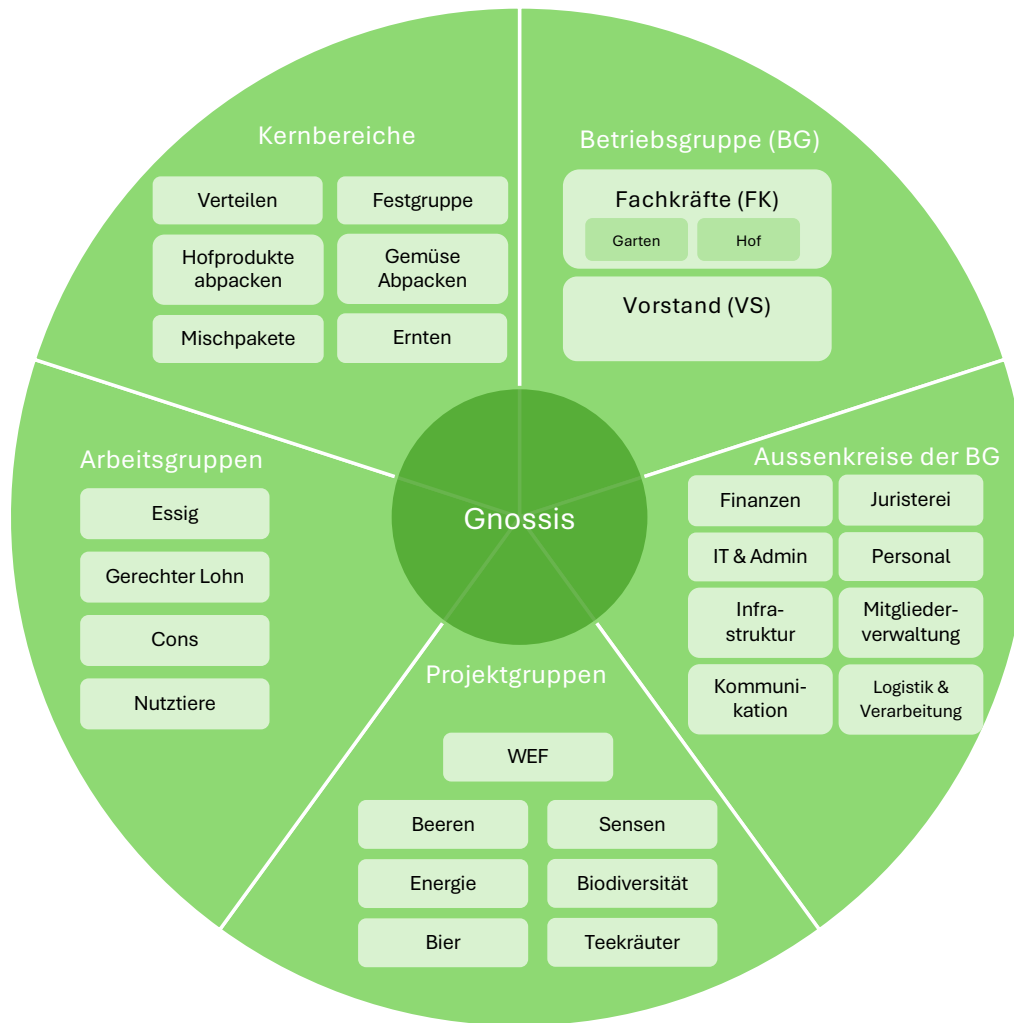 Kernbereiche
Verteilen
Festgruppe
Hofprodukte
abpacken
Gemüse
Abpacken
Mischpakete
Ernten
Betriebsgruppe (BG)
Fachkräfte (FK)
Garten
Hof
Vorstand (VS)
Arbeitsgruppen
Essig
Gerechter Lohn
Cons
Nutztiere
Gnossis
Aussenkreise der BG
Finanzen
Juristerei
IT & Admin
Personal
Infra-
struktur
Mitglieder-
verwaltung
Kommuni-
kation
Logistik &
Verarbeitung
Projektgruppen
WEF
Beeren
Sensen
Energie
Biodiversität
Bier
Teekräuter